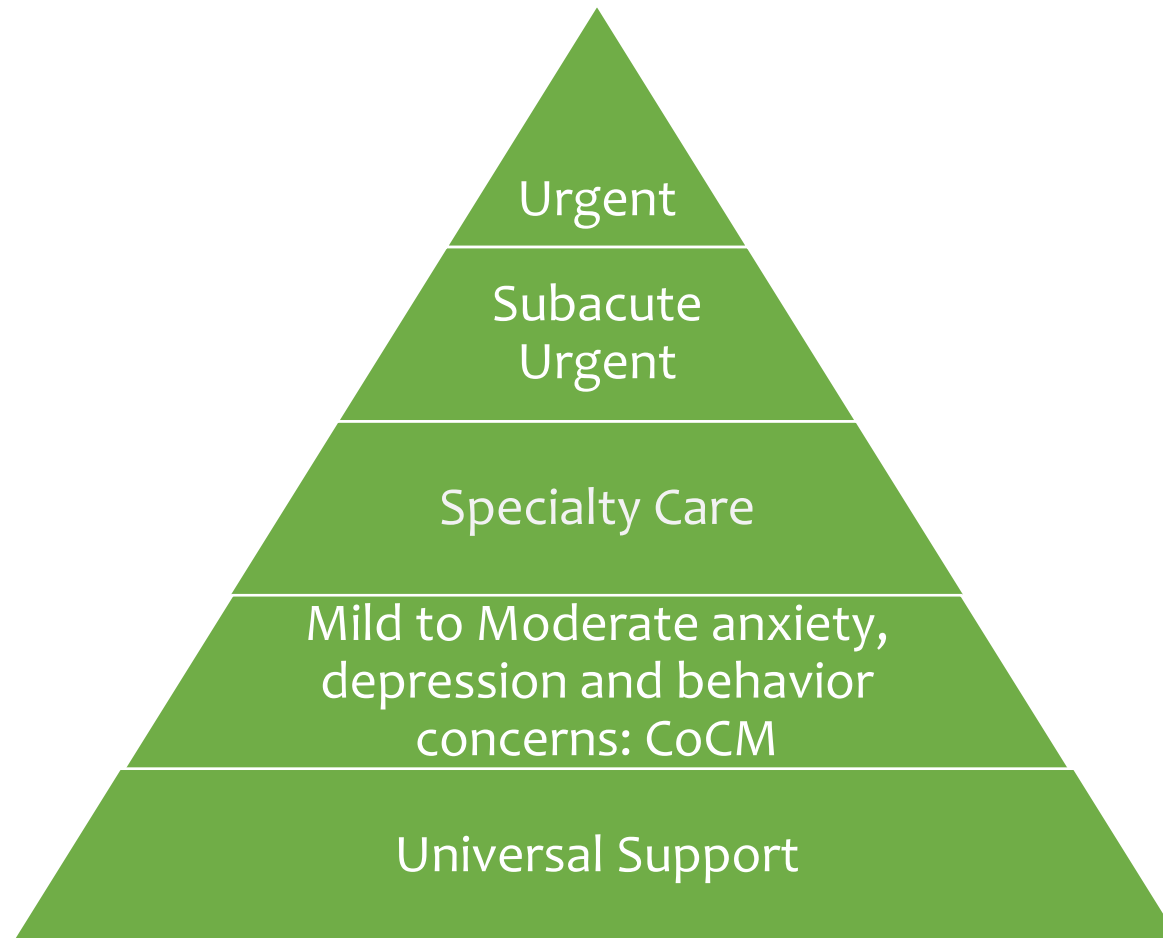 Urgent
Subacute
Urgent
Specialty Care
Mild to Moderate anxiety,
depression and behavior
concerns: CoCM
Universal Support